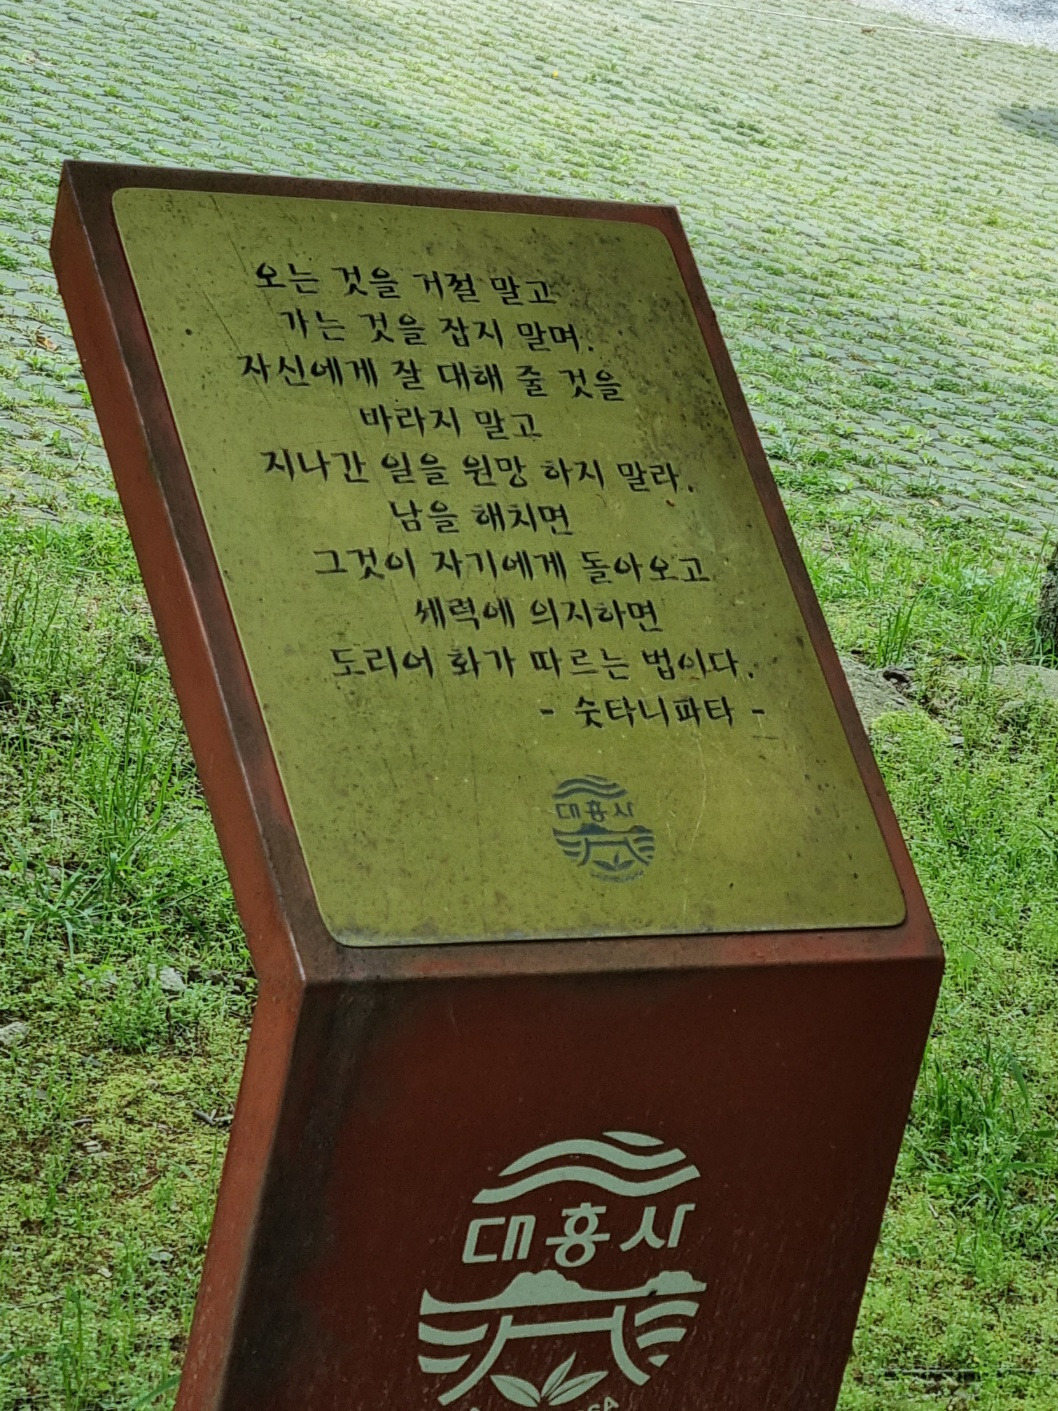 오는 것을 거절 말고
가는 것을 잡지 말며.
자신에게 잘 대해 줄 것을
바라지 말고
지나간 일을 원망 하지 말라.
남을 해치면
그것이 자기에게 돌아오고
세력에 의지하면
도리어 화가 따르는 법이다.
- 숫타니파타 -
대흥사
대흥사